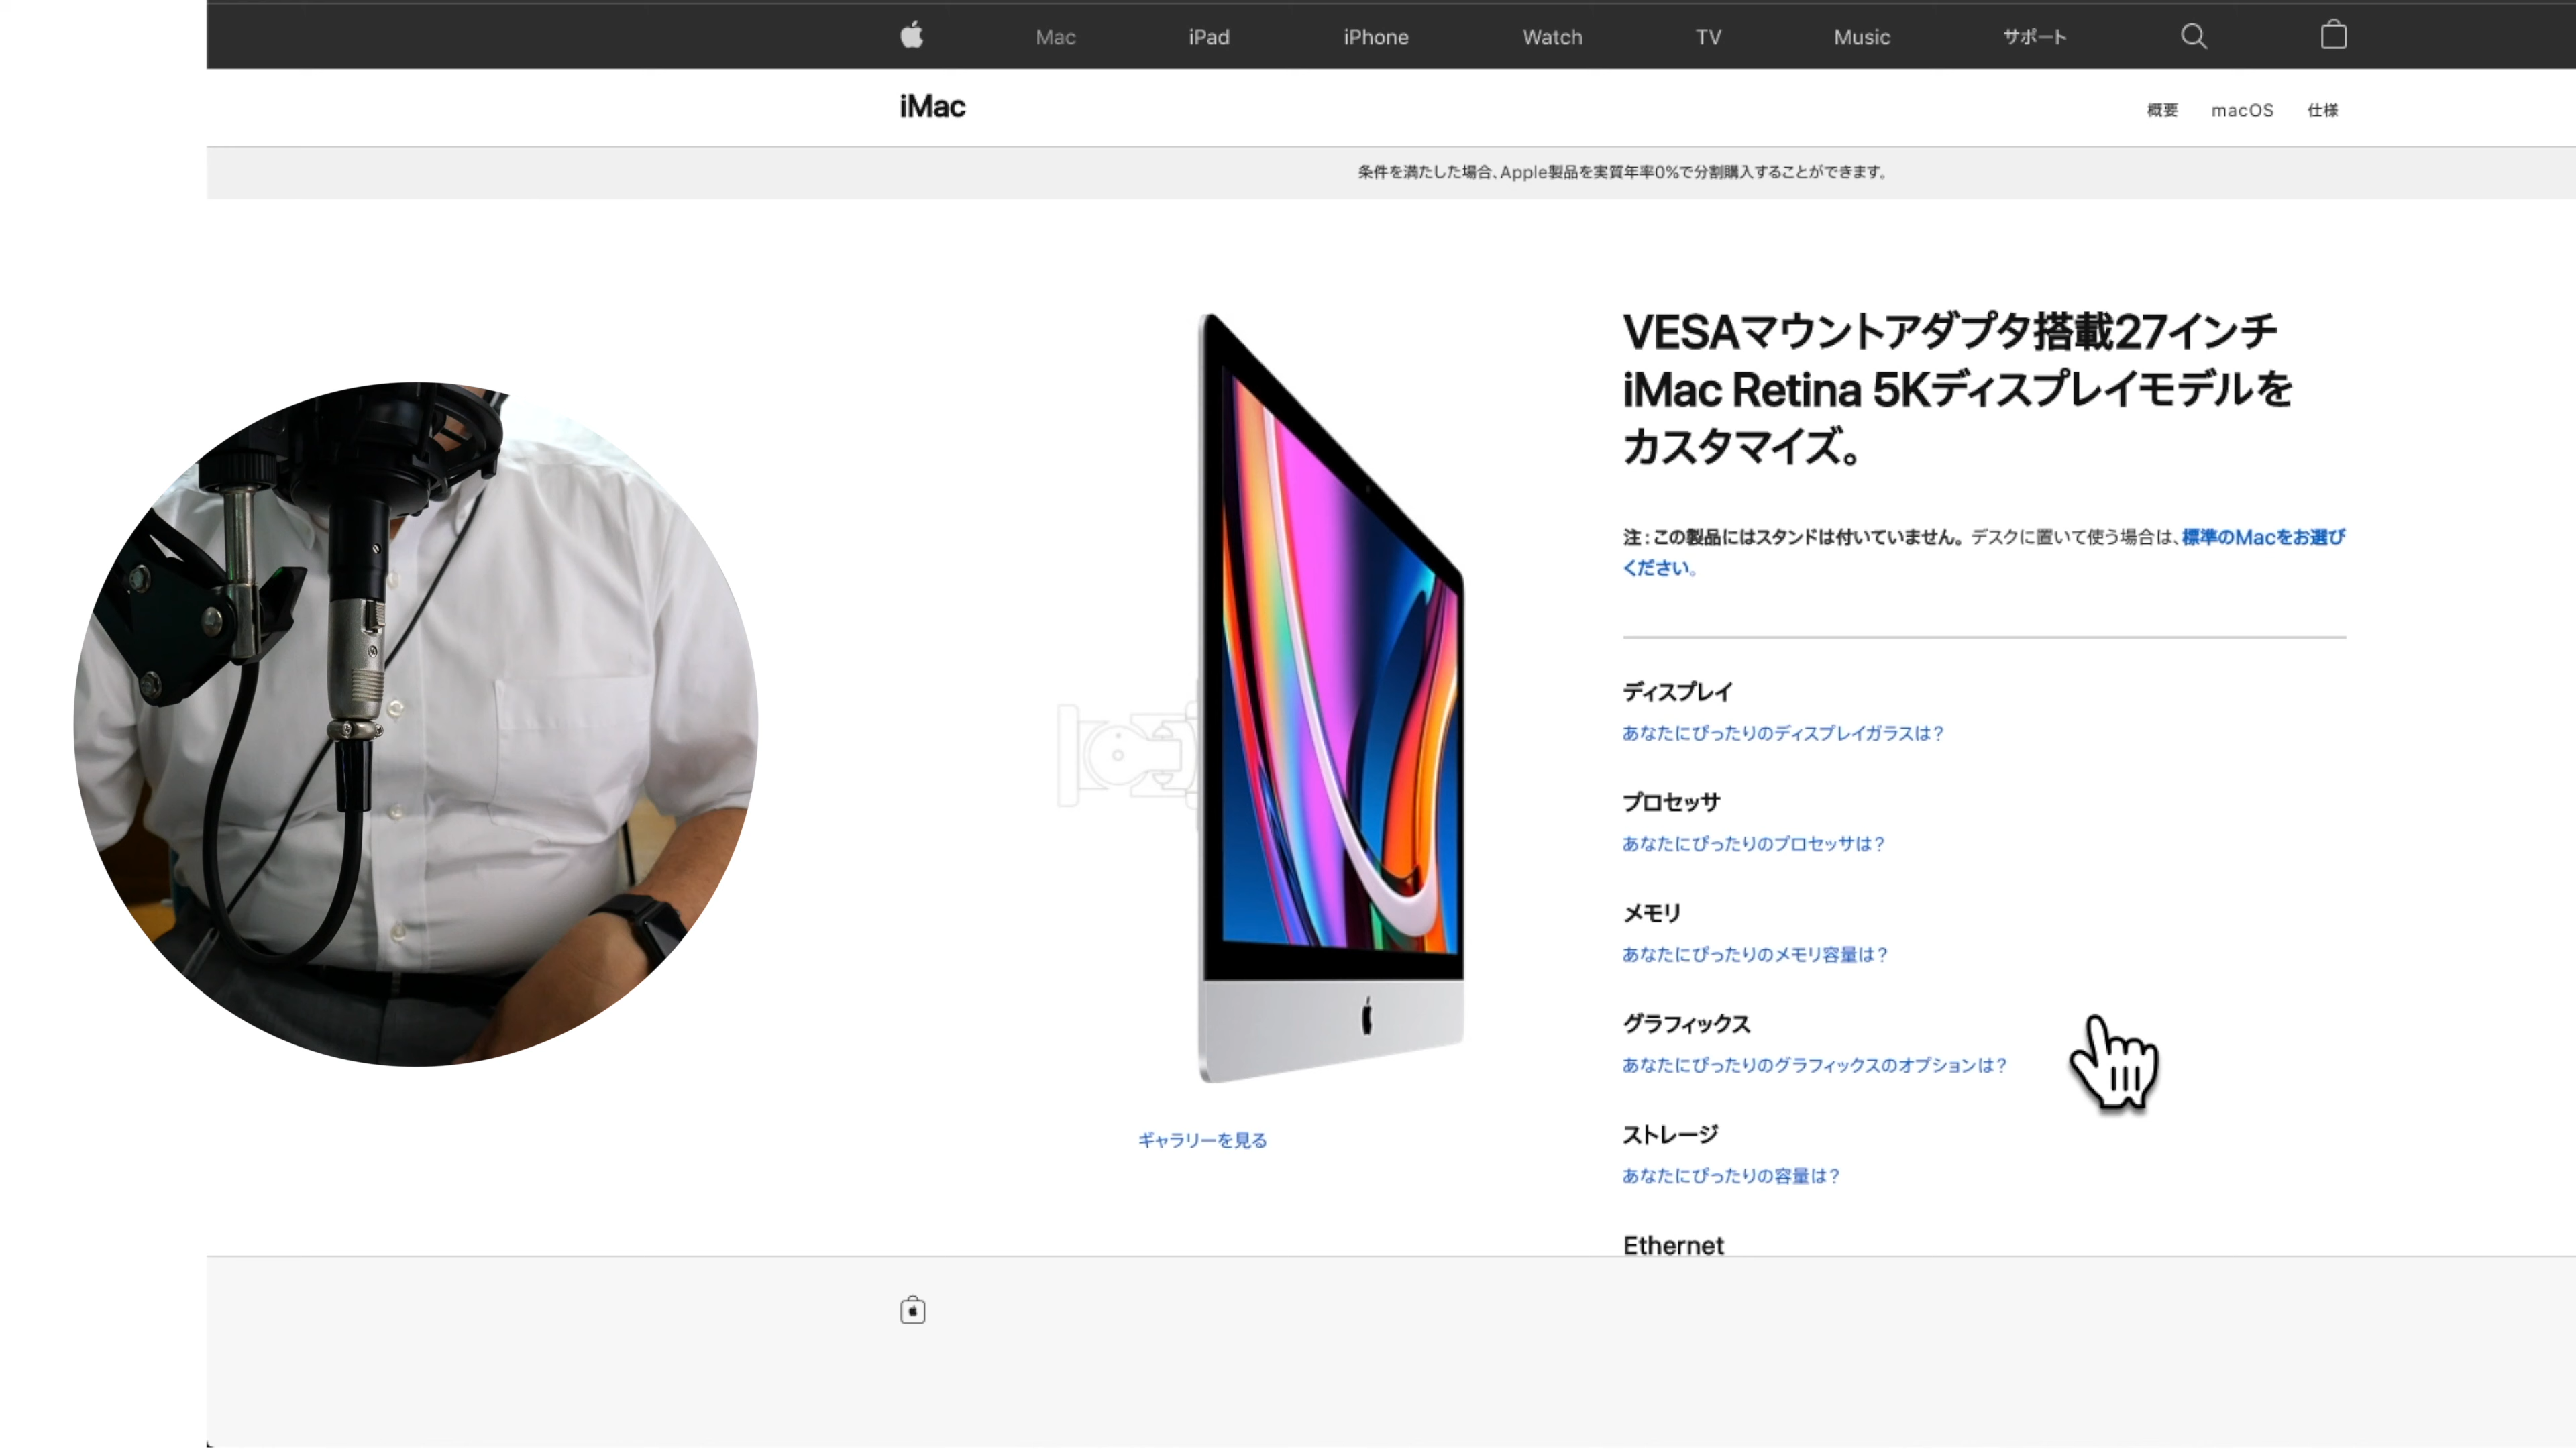 Mac
iPad
iPhone
Watch
TV
Music
サポート
iMac
概要
macOS
仕様
条件を満たした場合、Apple製品を実質年率0%で分割購入することができます。
VESAマウントアダプタ搭載27インチ
iMac Retina 5Kディスプレイモデルを
カスタマイズ。
注：この製品にはスタンドは付いていません。デスクに置いて使う場合は、標準のMacをお選び
ください。
ディスプレイ
あなたにぴったりのディスプレイガラスは？
プロセッサ
あなたにぴったりのプロセッサは？
メモリ
あなたにぴったりのメモリ容量は？
グラフィックス
あなたにぴったりのグラフィックスのオプションは？
ストレージ
あなたにぴったりの容量は？
Ethernet
ギャラリーを見る